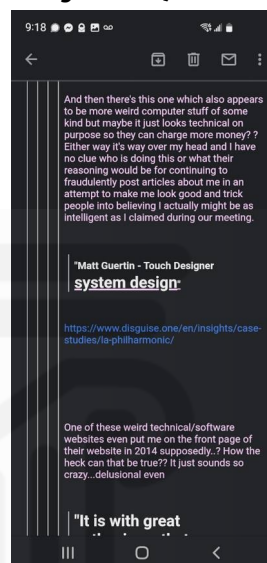 9:18
And then there's this one which also appears
to be more weird computer stuff of some
kind but maybe it just looks technical on
purpose so they can charge more money? ?
Either way it's way over my head and I have
no clue who is doing this or what their
reasoning would be for continuing to
fraudulently post articles about me in an
attempt to make me look good and trick
people into believing I actually might be as
intelligent as I claimed during our meeting.
"Matt Guertin - Touch Designer
system design"
https://www.disguise.one/en/insights/case-
studies/la-philharmonic/
One of these weird technical/software
websites even put me on the front page of
their website in 2014 supposedly..? How the
heck can that be true?? It just sounds so
crazy...delusional even
"It is with great